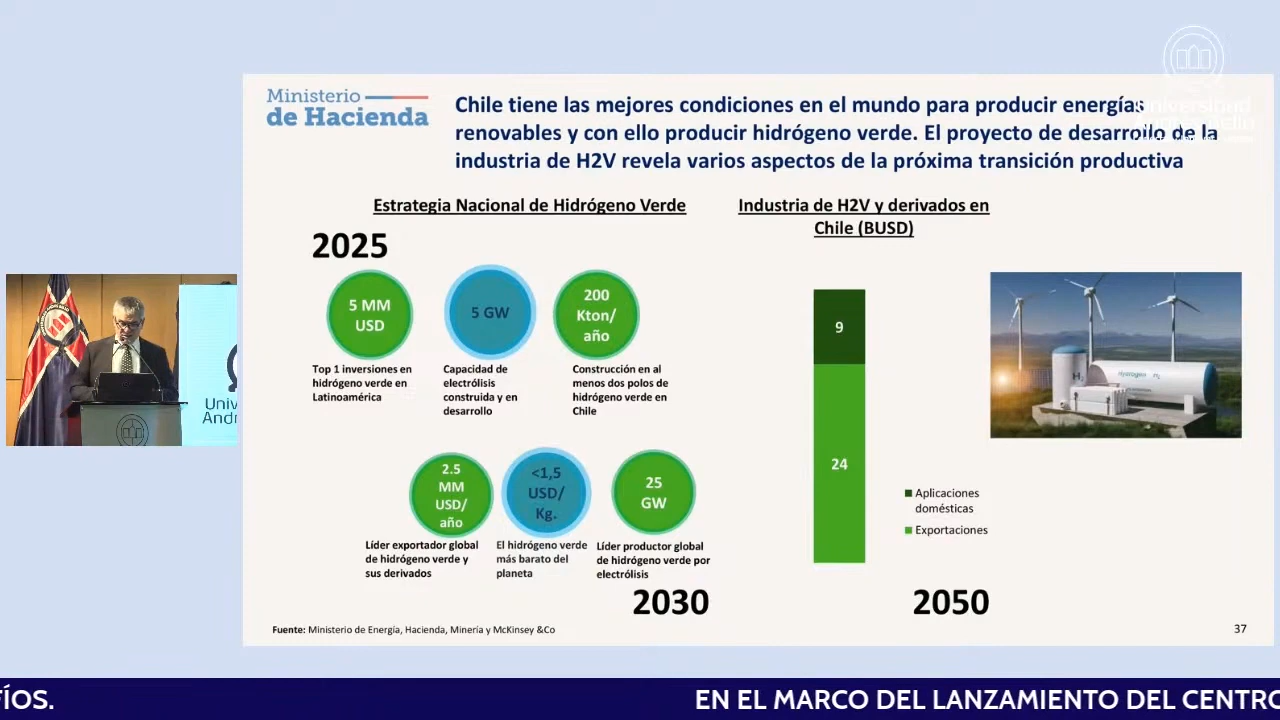 Ministerio
de Hacienda
Chile tiene las mejores condiciones en el mundo para producir energías
renovables y con ello producir hidrógeno verde. El proyecto de desarrollo de la
industria de H2V revela varios aspectos de la próxima transición productiva
Estrategia Nacional de Hidrógeno Verde
2025
5 MM
USD
5 GW
200
Kton/
año
Top 1 inversiones en
hidrógeno verde en
Latinoamérica
Capacidad de
electrólisis
construida y en
desarrollo
Construcción en al
menos dos polos de
hidrógeno verde en
Chile
2.5
MM
USD/
año
<1,5
USD/
Kg.
25
GW
Líder exportador global
de hidrógeno verde y
sus derivados
El hidrógeno verde
más barato del
planeta
Líder productor global
de hidrógeno verde por
electrólisis
2030
Industria de H2V y derivados en
Chile (BUSD)
9
24
Aplicaciones
domésticas
Exportaciones
2050
H₂
Hydrogen H₂
Fuente: Ministerio de Energía, Hacienda, Minería y McKinsey &Co
37
Univ
Andr
FÍOS.
EN EL MARCO DEL LANZAMIENTO DEL CENTRO